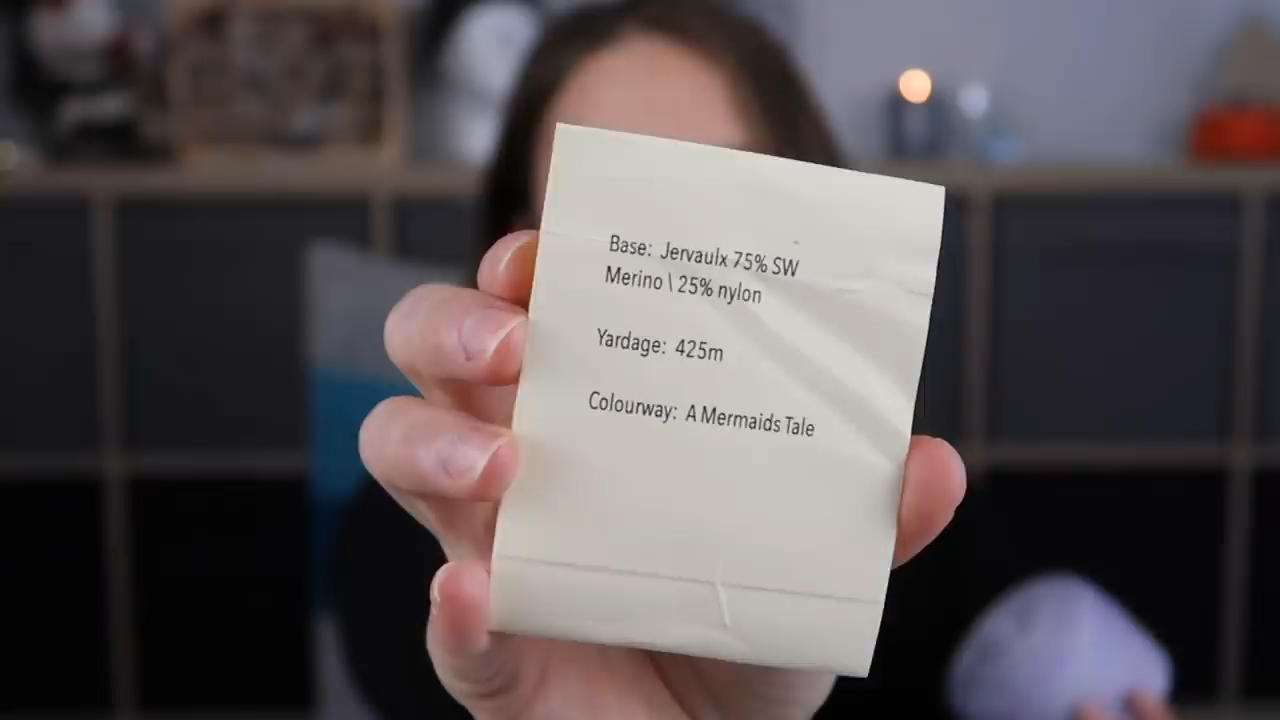 Base: Jervaulx 75% SW
Merino \ 25% nylon
Yardage: 425m
Colourway: A Mermaids Tale